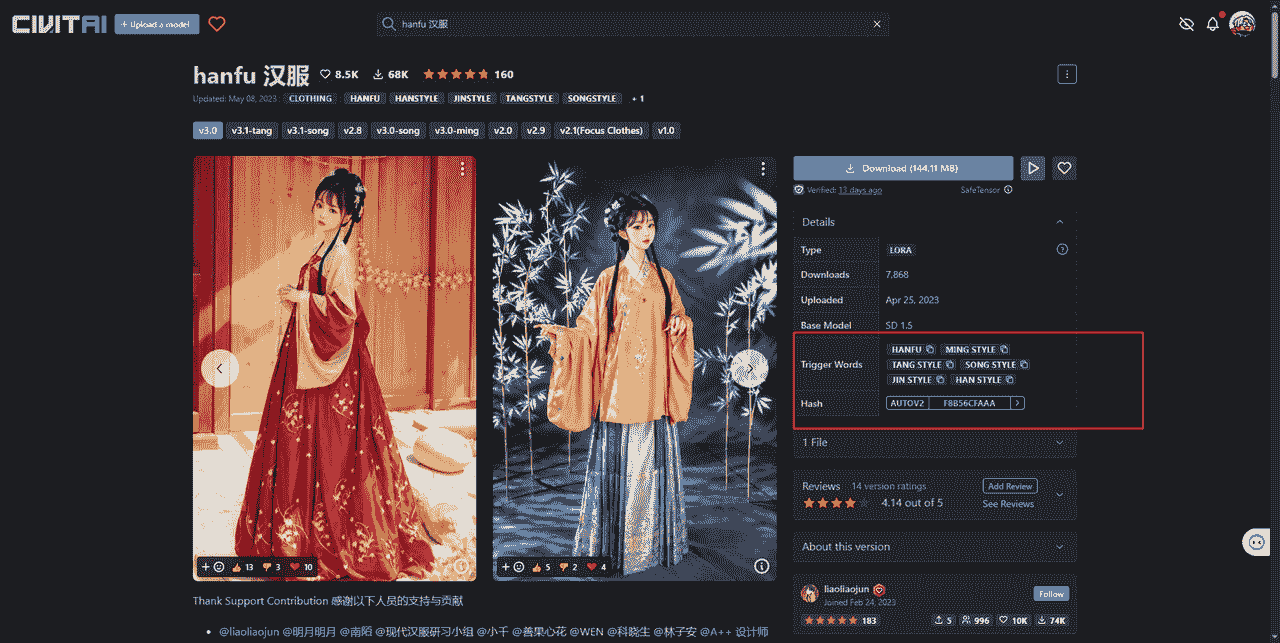 CIVITAI + Upload a model hanfu 汉服
hanfu 汉服 8.5K 68K 160
Updated: May 08, 2023 CLOTHING HANFU HANSTYLE JINSTYLE TANGSTYLE SONGSTYLE + 1
v3.0 v3.1-tang v3.1-song v2.8 v3.0-song v3.0-ming v2.0 v2.9 v2.1(Focus Clothes) v1.0
Download (144.11 MB)
Verified: 13 days ago SafeTensor
Details
Type LORA
Downloads 7,868
Uploaded Apr 25, 2023
Base Model SD 1.5
Trigger Words HANFU MING STYLE
TANG STYLE SONG STYLE
JIN STYLE HAN STYLE
Hash AUTOV2 F8B56CFAAA
1 File
Reviews 14 version ratings Add Review
4.14 out of 5 See Reviews
About this version
13 3 10 5 2 4
liaoliaojun Follow
Joined Feb 24, 2023
183 5 996 10K 74K
Thank Support Contribution 感谢以下人员的支持与贡献
@liaoliaojun @明月明月 @南陌 @现代汉服研习小组 @小千 @善果心花 @WEN @科晓生 @林子安 @A++ 设计师